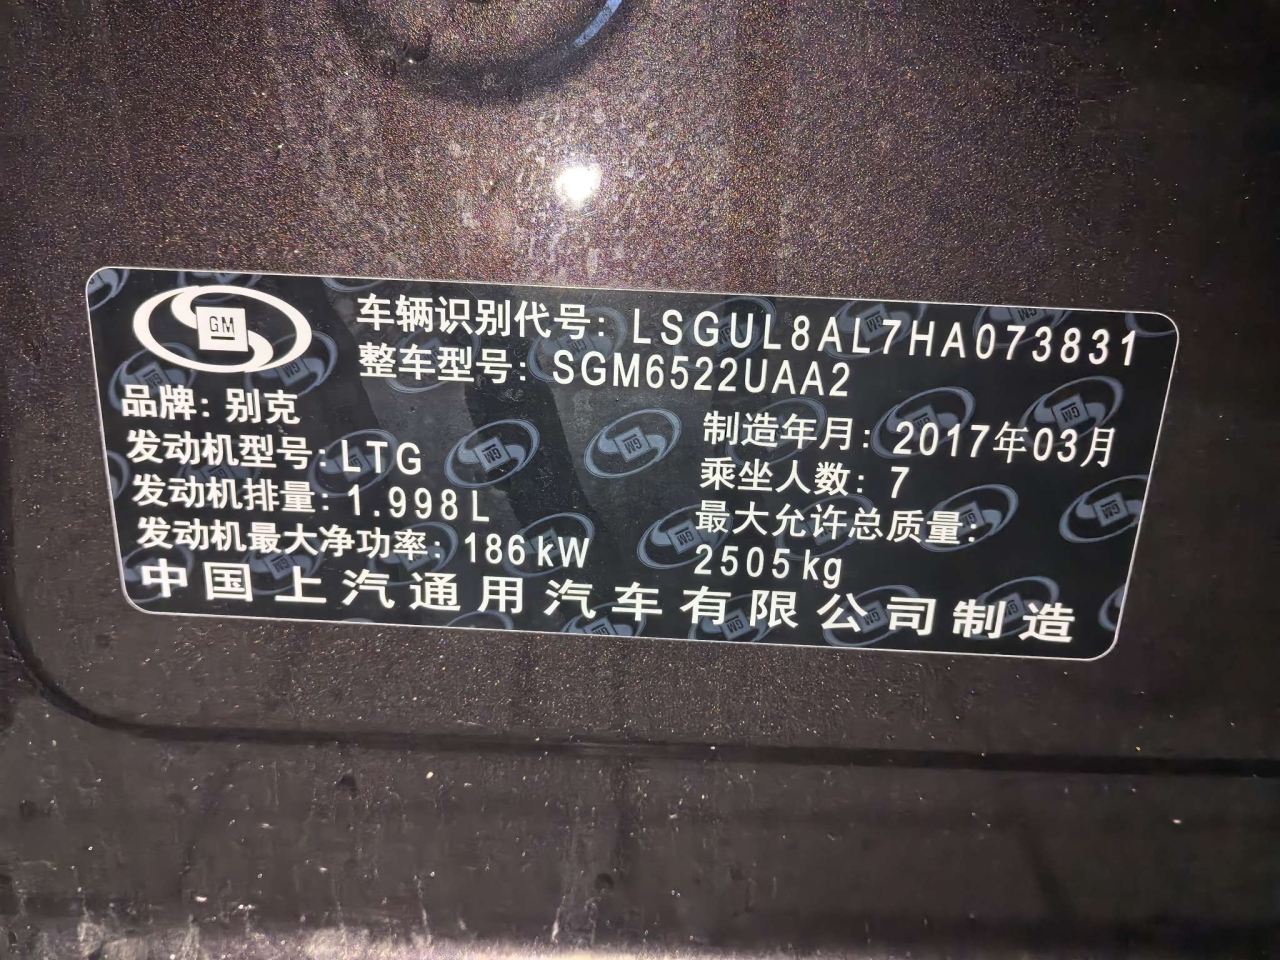 GM
车辆识别代号: LSGUL8AL7HA073831
整车型号: SGM6522UAA2
品牌: 别克
发动机型号: LTG
制造年月: 2017年03月
发动机排量: 1.998L
乘坐人数: 7
发动机最大净功率: 186kW
最大允许总质量:
2505kg
中国上汽通用汽车有限公司制造